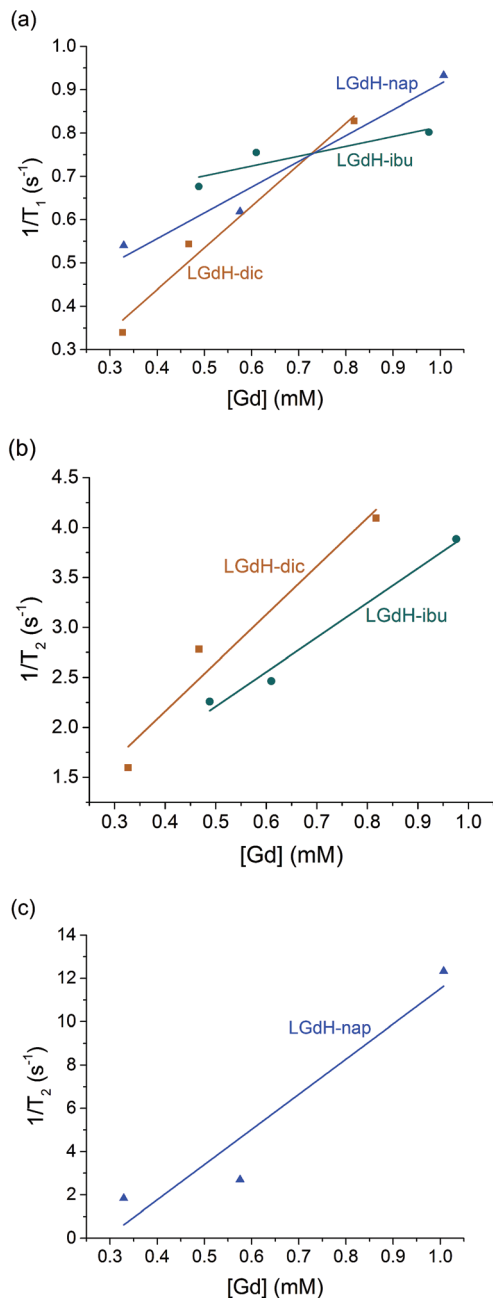 (a)
1.0
0.9
0.8
0.7
0.6
0.5
0.4
0.3
1/T1 (s-1)
LGdH-nap
LGdH-ibu
LGdH-dic
0.3 0.4 0.5 0.6 0.7 0.8 0.9 1.0
[Gd] (mM)
(b)
4.5
4.0
3.5
3.0
2.5
2.0
1.5
1/T2 (s-1)
LGdH-dic
LGdH-ibu
0.3 0.4 0.5 0.6 0.7 0.8 0.9 1.0
[Gd] (mM)
(c)
14
12
10
8
6
4
2
0
1/T2 (s-1)
LGdH-nap
0.3 0.4 0.5 0.6 0.7 0.8 0.9 1.0
[Gd] (mM)